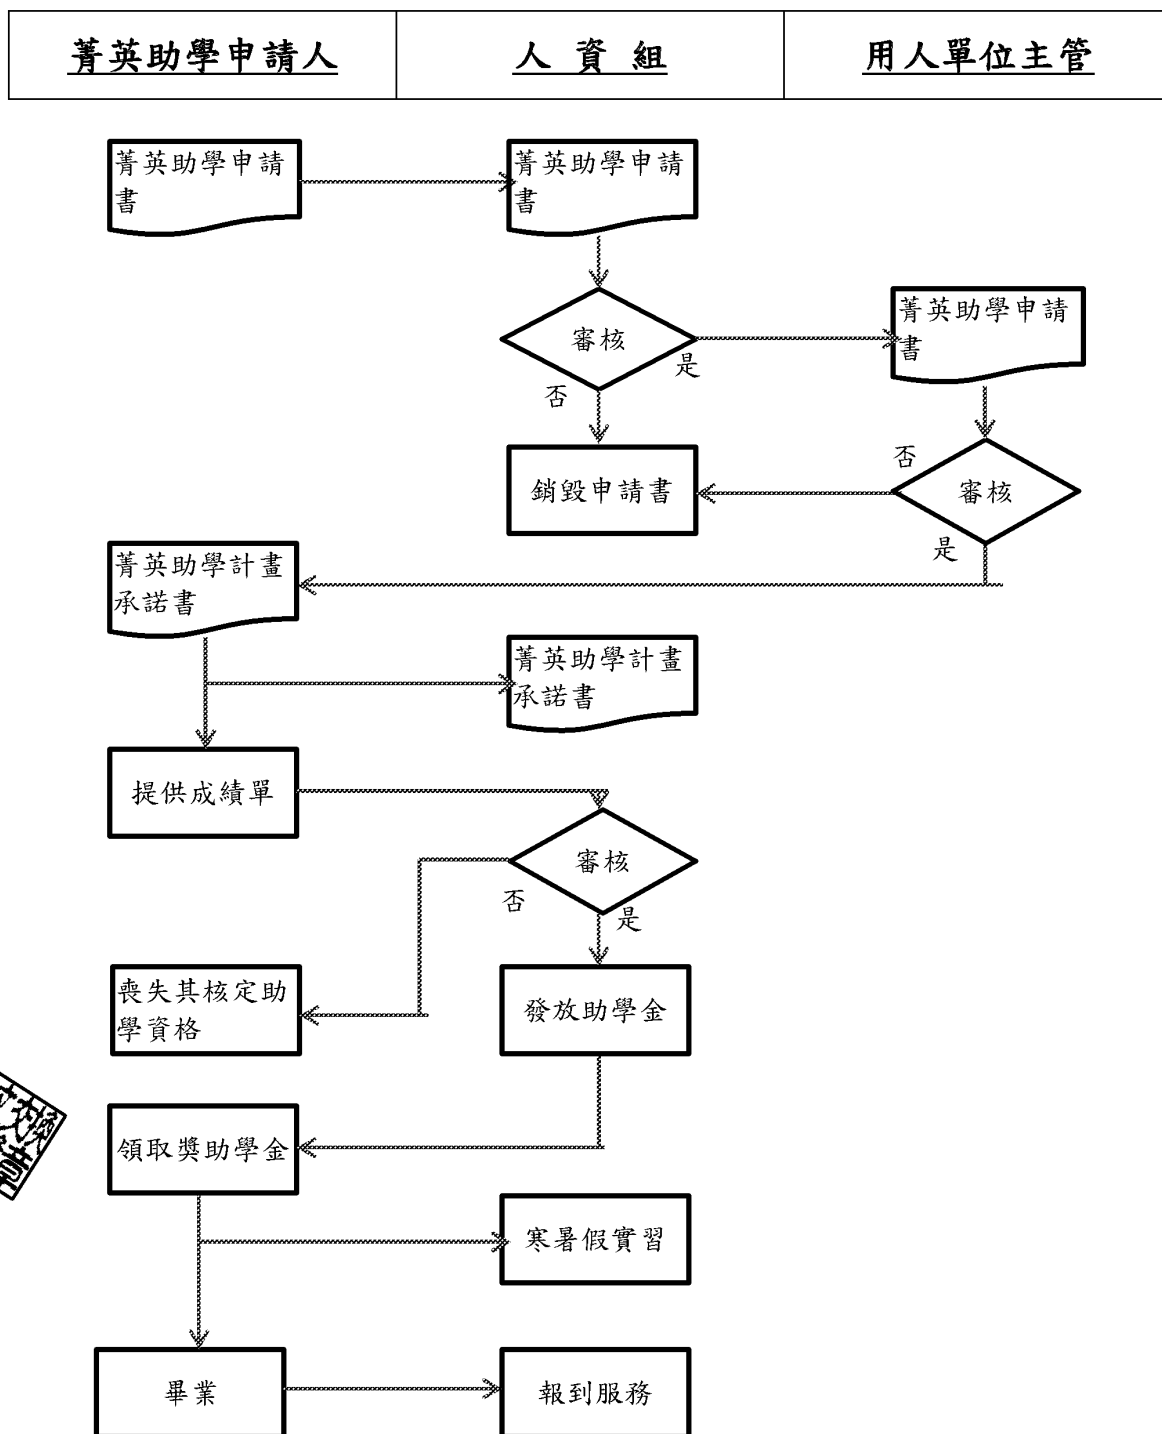 菁英助學申請人
人資組
用人單位主管
菁英助學申請
書
菁英助學申請
書
審核
是
否
菁英助學申請
書
銷毀申請書
否
審核
是
菁英助學計畫
承諾書
菁英助學計畫
承諾書
提供成績單
審核
否
是
喪失其核定助
學資格
發放助學金
領取獎助學金
寒暑假實習
畢業
報到服務